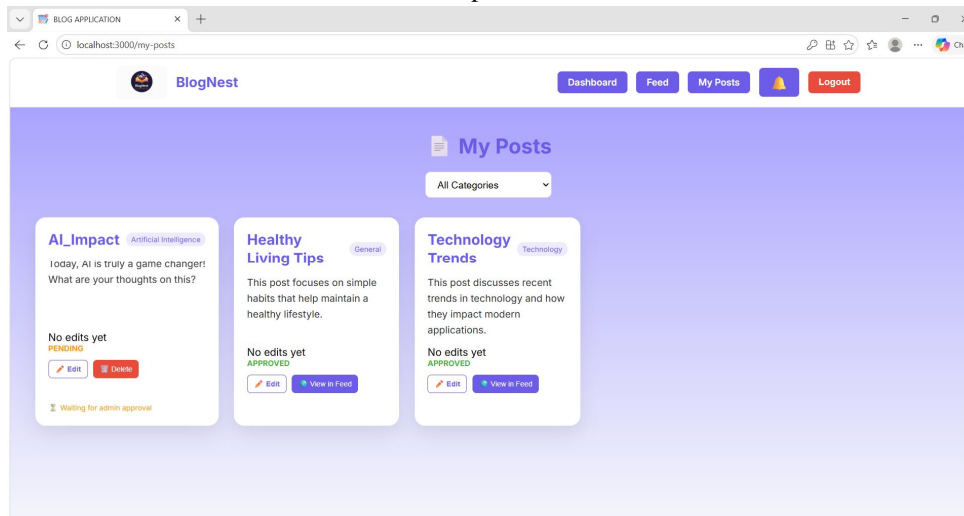 BLOG APPLICATION
localhost:3000/my-posts
BlogNest
Dashboard
Feed
My Posts
Logout
My Posts
All Categories
AI_Impact
Artificial Intelligence
Today, AI is truly a game changer!
What are your thoughts on this?
No edits yet
PENDING
Edit
Delete
Waiting for admin approval
Healthy
Living Tips
General
This post focuses on simple
habits that help maintain a
healthy lifestyle.
No edits yet
APPROVED
Edit
View in Feed
Technology
Trends
Technology
This post discusses recent
trends in technology and how
they impact modern
applications.
No edits yet
APPROVED
Edit
View in Feed